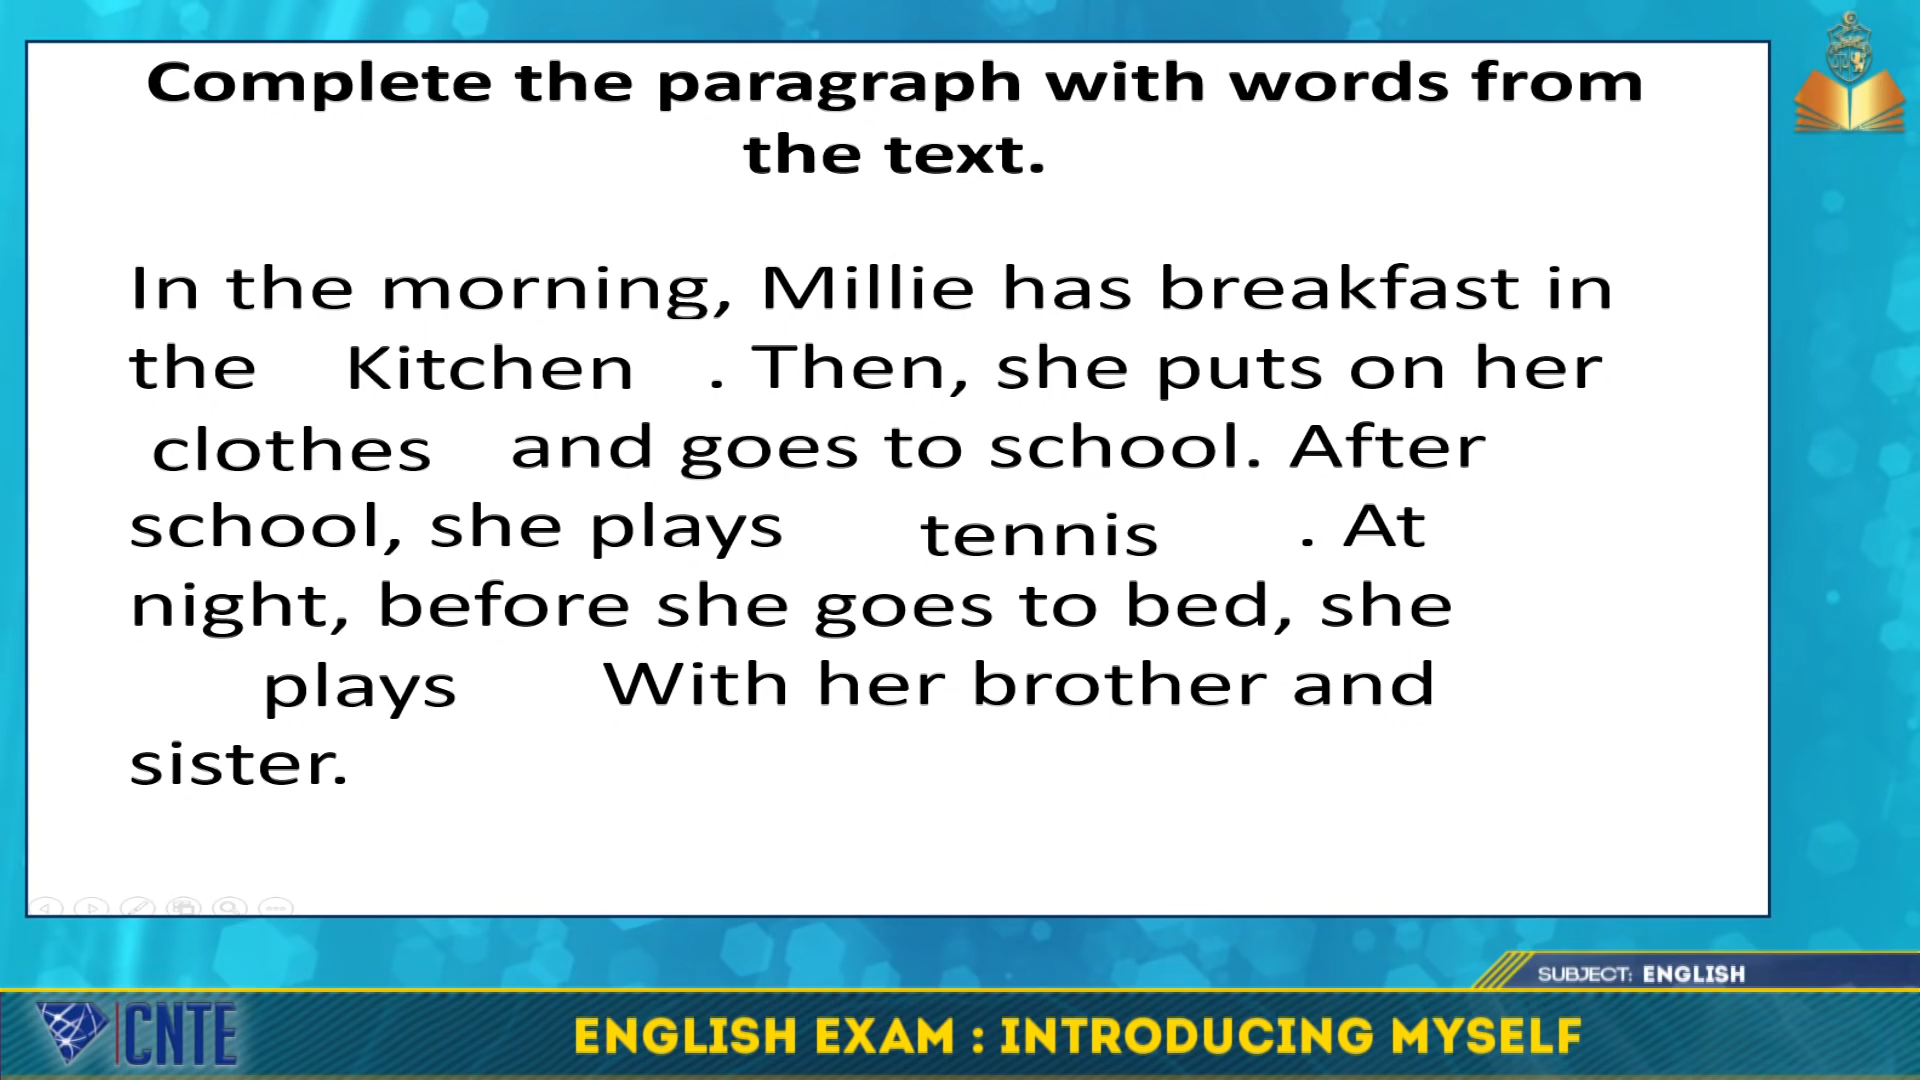 Complete the paragraph with words from
the text.
In the morning, Millie has breakfast in
the Kitchen . Then, she puts on her
clothes and goes to school. After
school, she plays tennis . At
night, before she goes to bed, she
plays With her brother and
sister.
SUBJECT: ENGLISH
CNTE
ENGLISH EXAM : INTRODUCING MYSELF